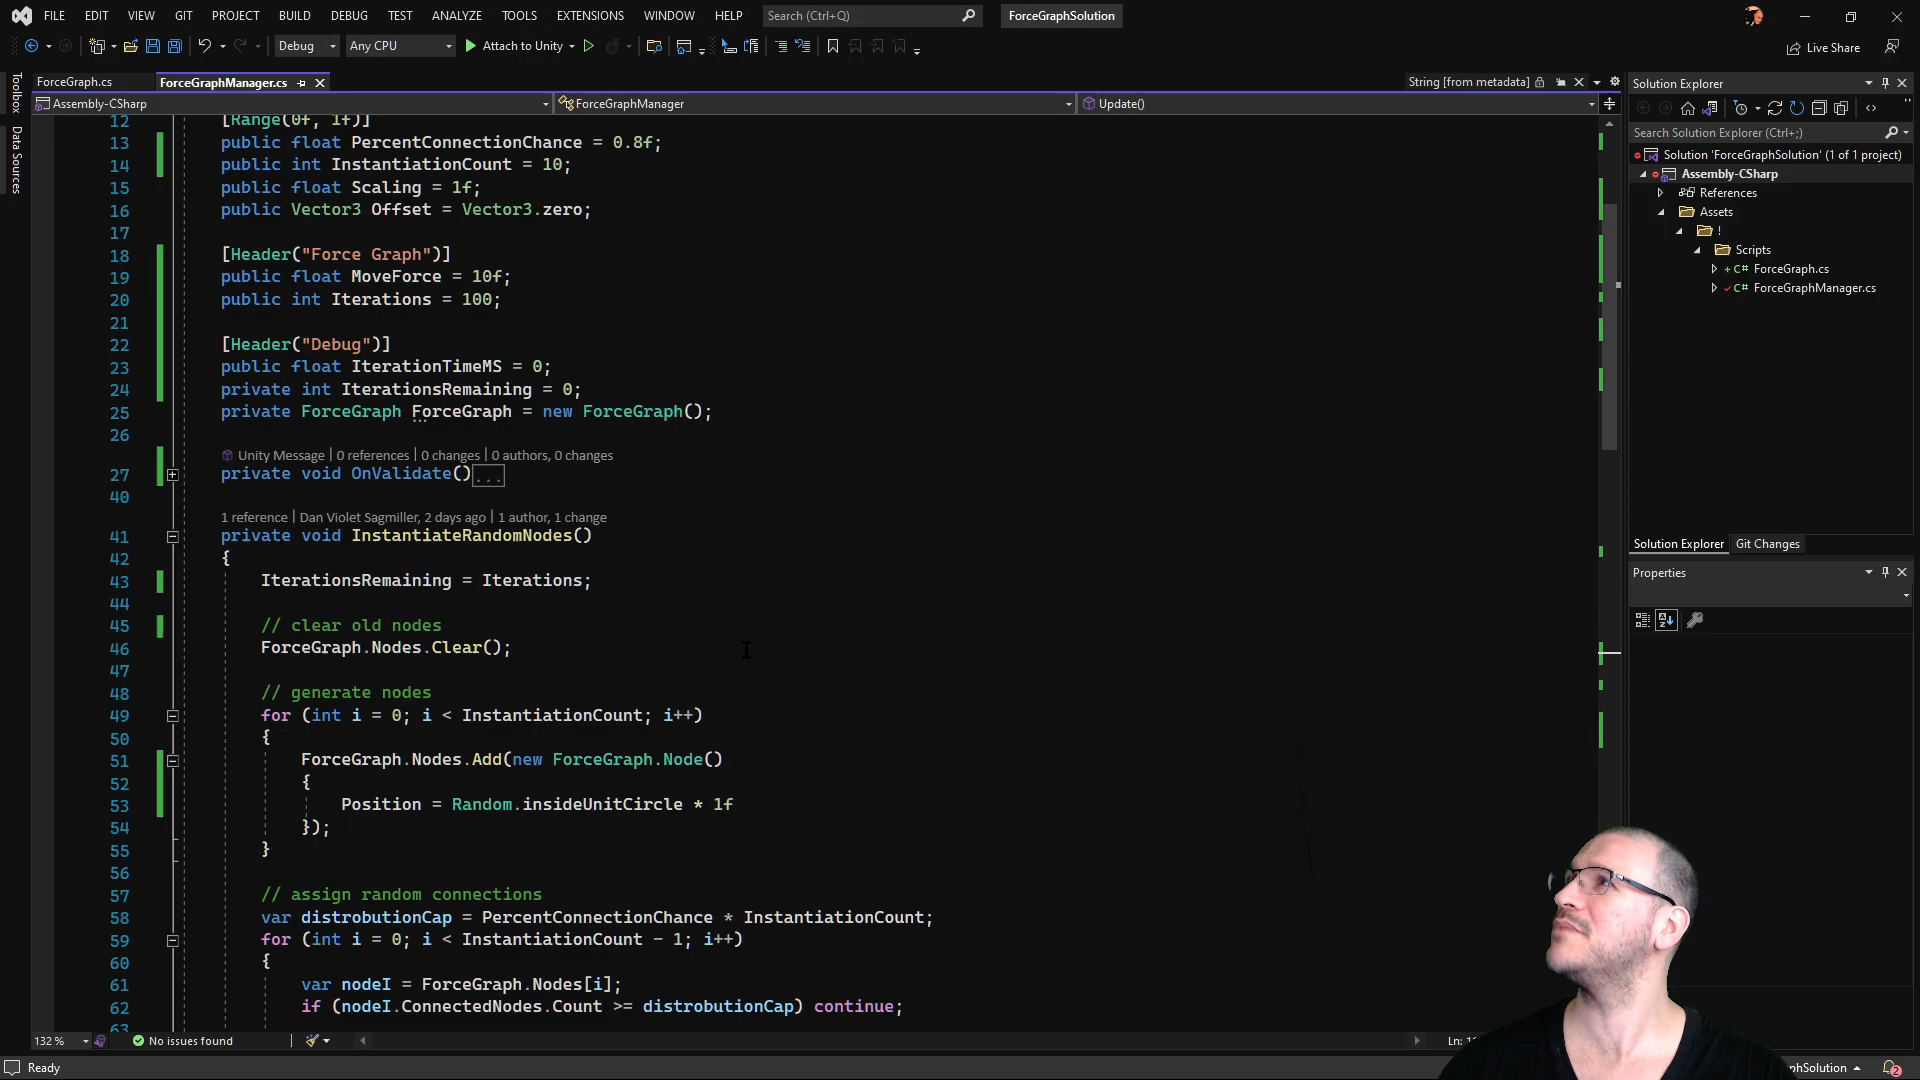 FILE EDIT VIEW GIT PROJECT BUILD DEBUG TEST ANALYZE TOOLS EXTENSIONS WINDOW HELP Search (Ctrl+Q) ForceGraphSolution
Debug Any CPU Attach to Unity Live Share
Toolbox
Data Sources
ForceGraph.cs ForceGraphManager.cs String [from metadata]
Assembly-CSharp ForceGraphManager Update()
12 [Range(0f, 1f)]
13 public float PercentConnectionChance = 0.8f;
14 public int InstantiationCount = 10;
15 public float Scaling = 1f;
16 public Vector3 Offset = Vector3.zero;
17
18 [Header("Force Graph")]
19 public float MoveForce = 10f;
20 public int Iterations = 100;
21
22 [Header("Debug")]
23 public float IterationTimeMS = 0;
24 private int IterationsRemaining = 0;
25 private ForceGraph ForceGraph = new ForceGraph();
26
Unity Message | 0 references | 0 changes | 0 authors, 0 changes
27 private void OnValidate()...
40
1 reference | Dan Violet Sagmiller, 2 days ago | 1 author, 1 change
41 private void InstantiateRandomNodes()
42 {
43 IterationsRemaining = Iterations;
44
45 // clear old nodes
46 ForceGraph.Nodes.Clear();
47
48 // generate nodes
49 for (int i = 0; i < InstantiationCount; i++)
50 {
51 ForceGraph.Nodes.Add(new ForceGraph.Node()
52 {
53 Position = Random.insideUnitCircle * 1f
54 });
55 }
56
57 // assign random connections
58 var distrobutionCap = PercentConnectionChance * InstantiationCount;
59 for (int i = 0; i < InstantiationCount - 1; i++)
60 {
61 var nodeI = ForceGraph.Nodes[i];
62 if (nodeI.ConnectedNodes.Count >= distrobutionCap) continue;
63
132 % No issues found Ln:
Ready
Solution Explorer
Search Solution Explorer (Ctrl+;)
Solution 'ForceGraphSolution' (1 of 1 project)
Assembly-CSharp
References
Assets
!
Scripts
C# ForceGraph.cs
C# ForceGraphManager.cs
Solution Explorer Git Changes
Properties
phSolution 2